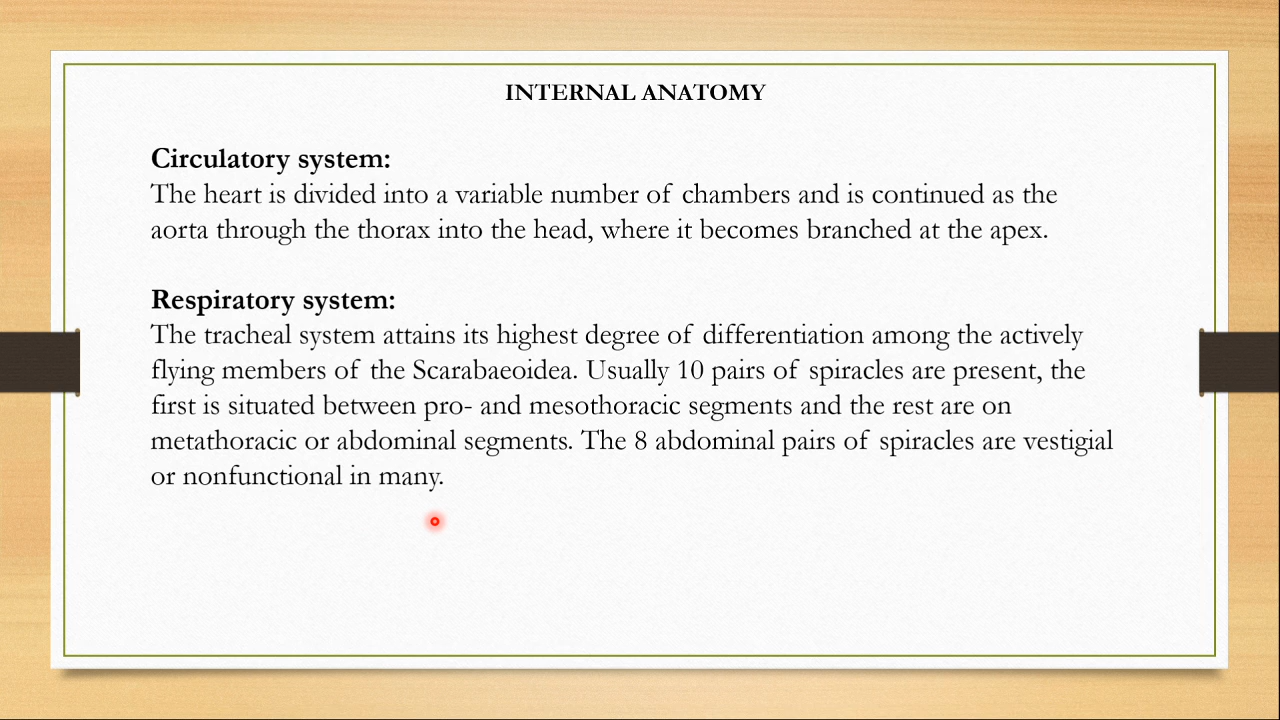 INTERNAL ANATOMY
Circulatory system:
The heart is divided into a variable number of chambers and is continued as the
aorta through the thorax into the head, where it becomes branched at the apex.
Respiratory system:
The tracheal system attains its highest degree of differentiation among the actively
flying members of the Scarabaeoidea. Usually 10 pairs of spiracles are present, the
first is situated between pro- and mesothoracic segments and the rest are on
metathoracic or abdominal segments. The 8 abdominal pairs of spiracles are vestigial
or nonfunctional in many.